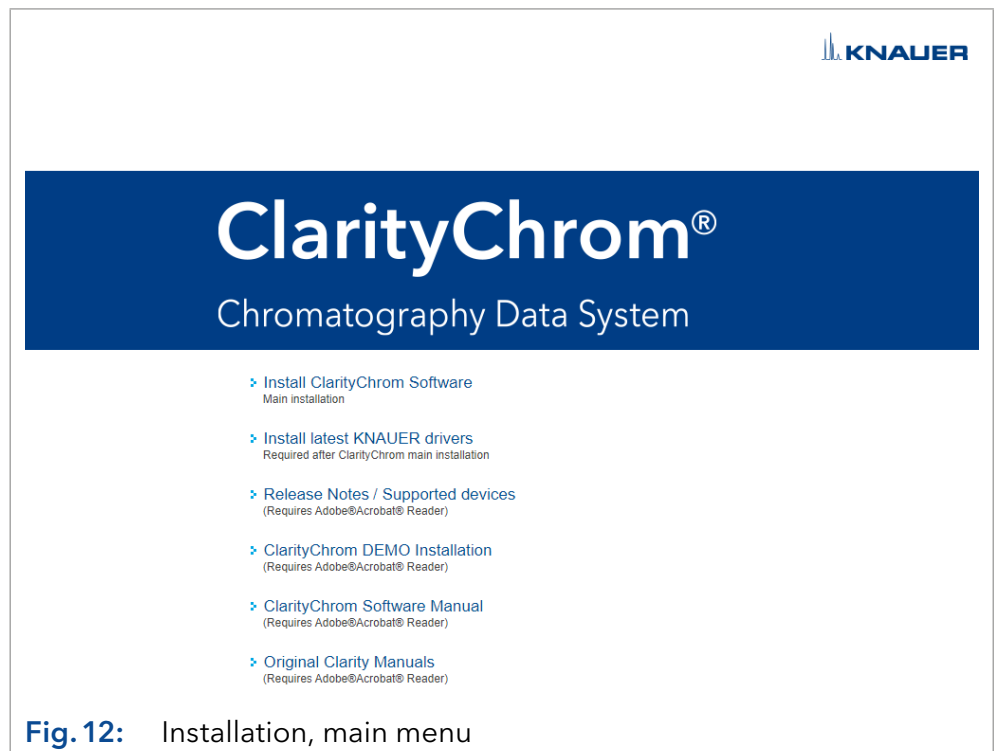 KNAUER
ClarityChrom®
Chromatography Data System
Install ClarityChrom Software
Main installation
Install latest KNAUER drivers
Required after ClarityChrom main installation
Release Notes / Supported devices
(Requires Adobe®Acrobat® Reader)
ClarityChrom DEMO Installation
(Requires Adobe®Acrobat® Reader)
ClarityChrom Software Manual
(Requires Adobe®Acrobat® Reader)
Original Clarity Manuals
(Requires Adobe®Acrobat® Reader)
Fig. 12: Installation, main menu